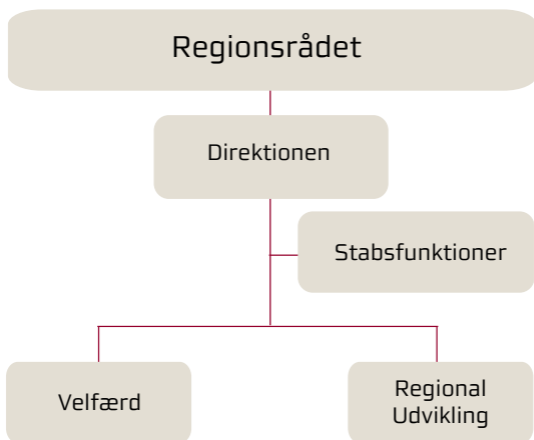 Regionsrådet
Direktionen
Stabsfunktioner
Velfærd
Regional
Udvikling